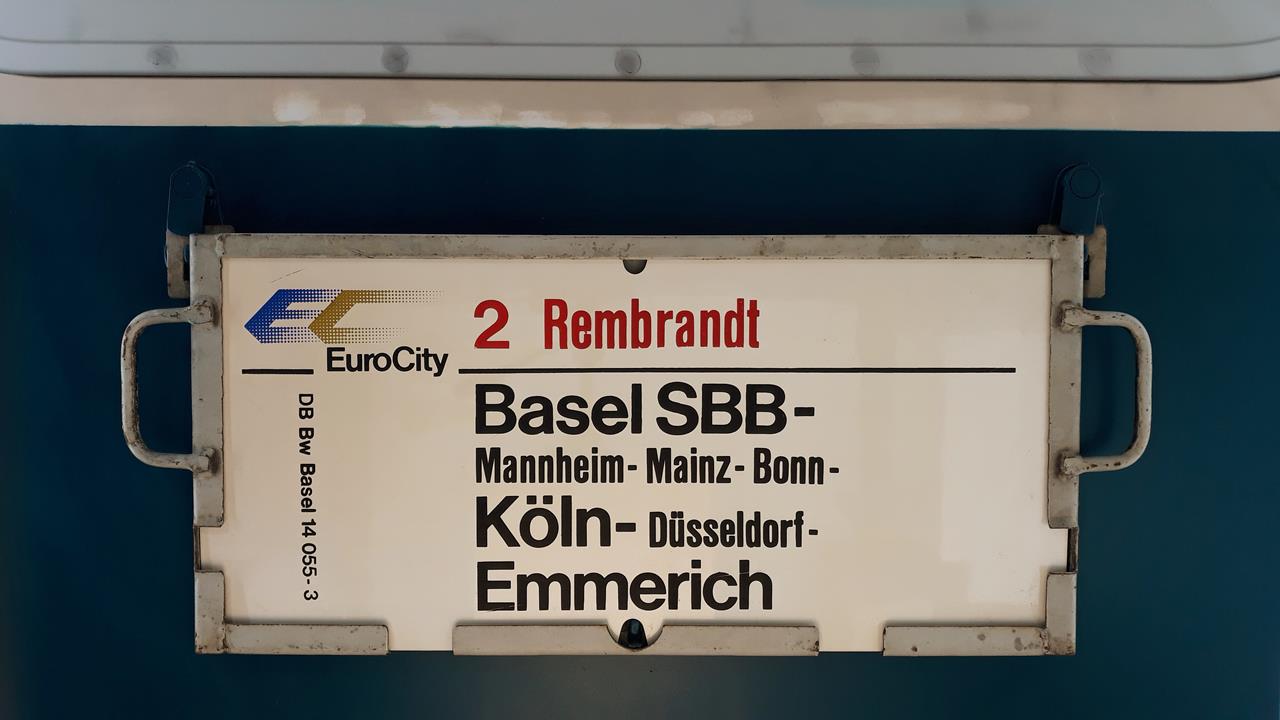 EC
EuroCity
2 Rembrandt
Basel SBB-
Mannheim- Mainz- Bonn-
Köln- Düsseldorf-
Emmerich
DB Bw Basel 14 055-3